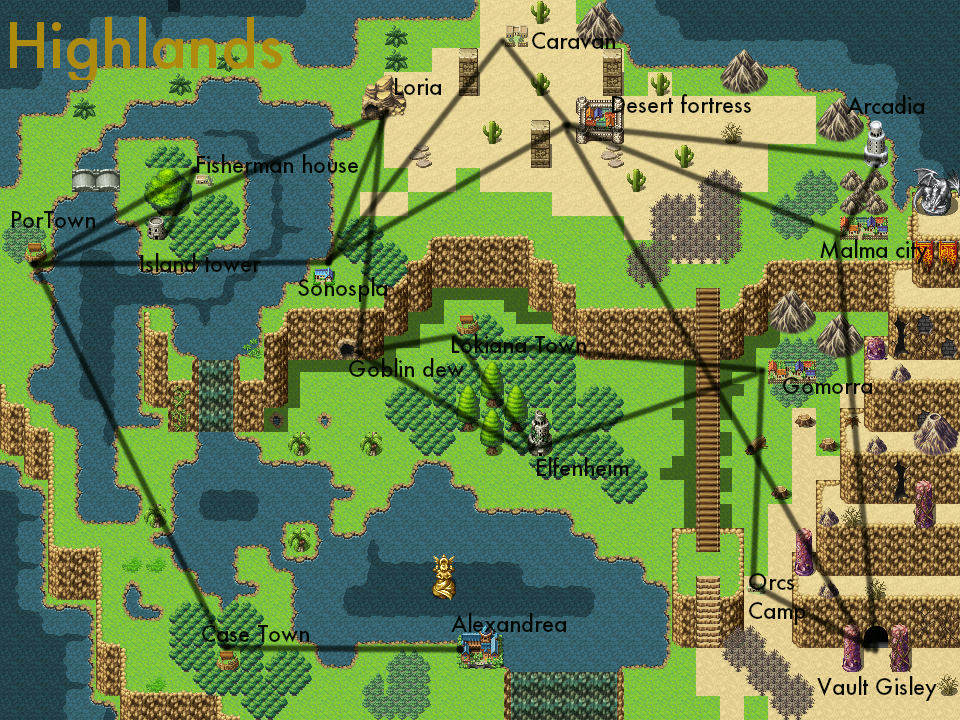 Highlands
Caravan
Loria
Desert fortress
Arcadia
Fisherman house
PorTown
Malma city
Island tower
Sonospla
Lokiana Town
Goblin dew
Gomorra
Elfenheim
Orcs
Camp
Case Town
Alexandrea
Vault Gisley